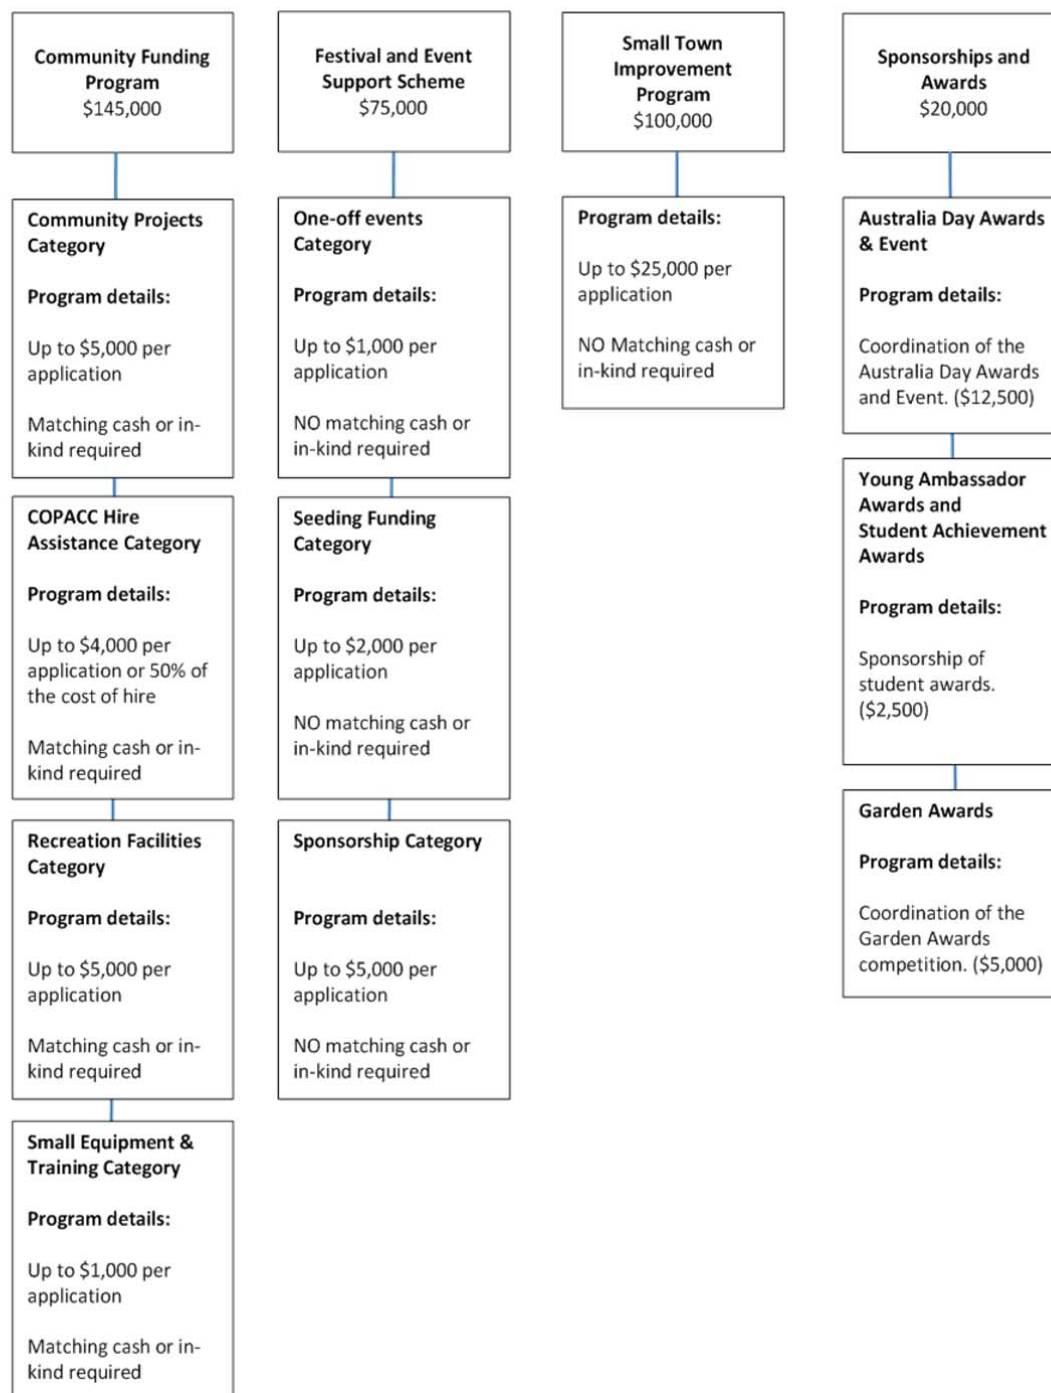 Community Funding
Program
$145,000
Community Projects
Category
Program details:
Up to $5,000 per
application
Matching cash or in-
kind required
COPACC Hire
Assistance Category
Program details:
Up to $4,000 per
application or 50% of
the cost of hire
Matching cash or in-
kind required
Recreation Facilities
Category
Program details:
Up to $5,000 per
application
Matching cash or in-
kind required
Small Equipment &
Training Category
Program details:
Up to $1,000 per
application
Matching cash or in-
kind required
Festival and Event
Support Scheme
$75,000
One-off events
Category
Program details:
Up to $1,000 per
application
NO matching cash or
in-kind required
Seeding Funding
Category
Program details:
Up to $2,000 per
application
NO matching cash or
in-kind required
Sponsorship Category
Program details:
Up to $5,000 per
application
NO matching cash or
in-kind required
Small Town
Improvement
Program
$100,000
Program details:
Up to $25,000 per
application
NO Matching cash or
in-kind required
Sponsorships and
Awards
$20,000
Australia Day Awards
& Event
Program details:
Coordination of the
Australia Day Awards
and Event. ($12,500)
Young Ambassador
Awards and
Student Achievement
Awards
Program details:
Sponsorship of
student awards.
($2,500)
Garden Awards
Program details:
Coordination of the
Garden Awards
competition. ($5,000)